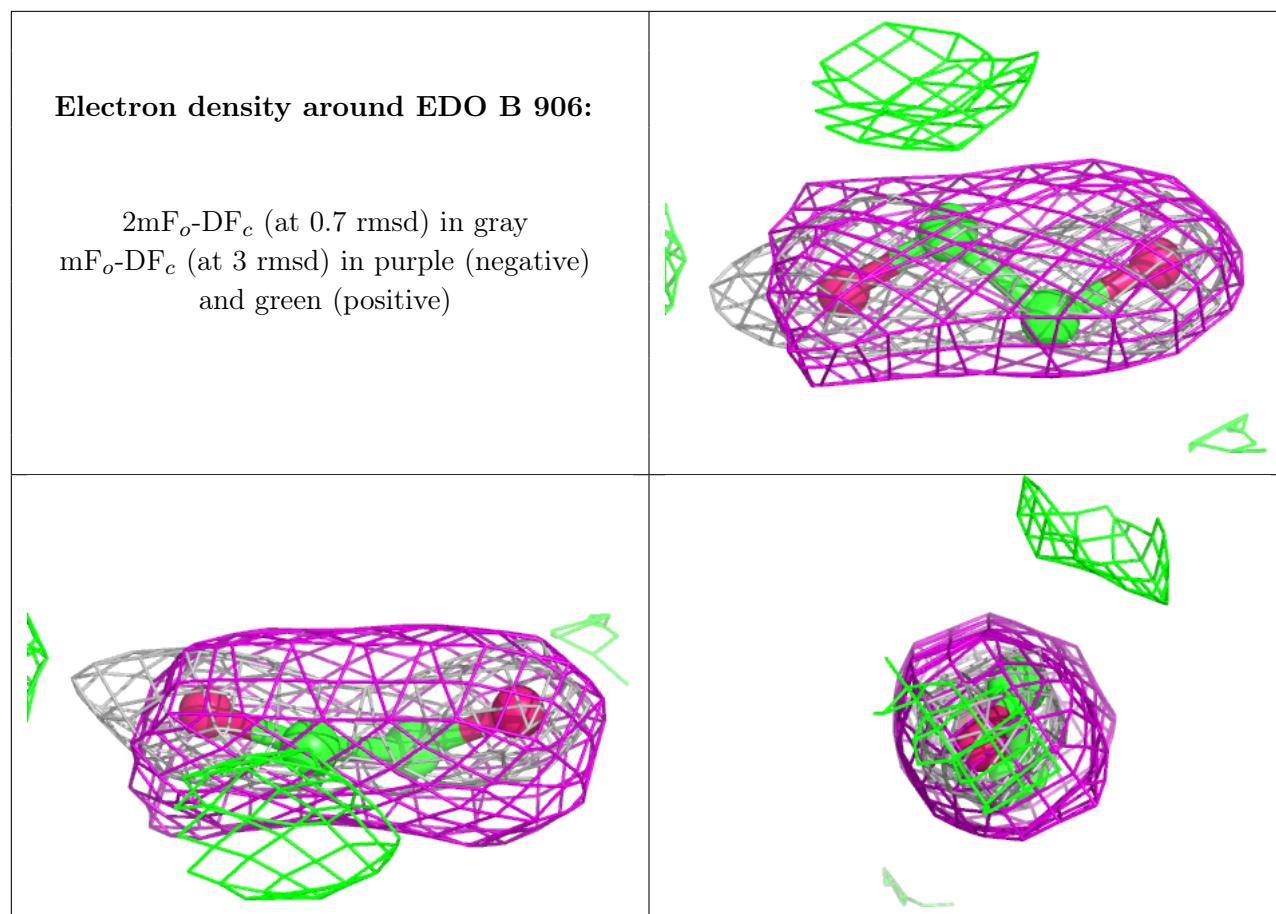 Electron density around EDO B 906:
2mFo-DFc (at 0.7 rmsd) in gray
mFo-DFc (at 3 rmsd) in purple (negative)
and green (positive)